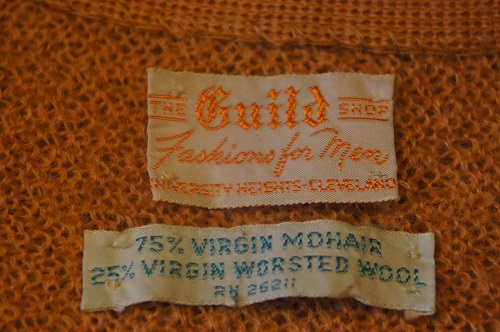 THE Guild SHOP
Fashions for Men
UNIVERSITY HEIGHTS-CLEVELAND
75% VIRGIN MOHAIR
25% VIRGIN WORSTED WOOL
RN 26211